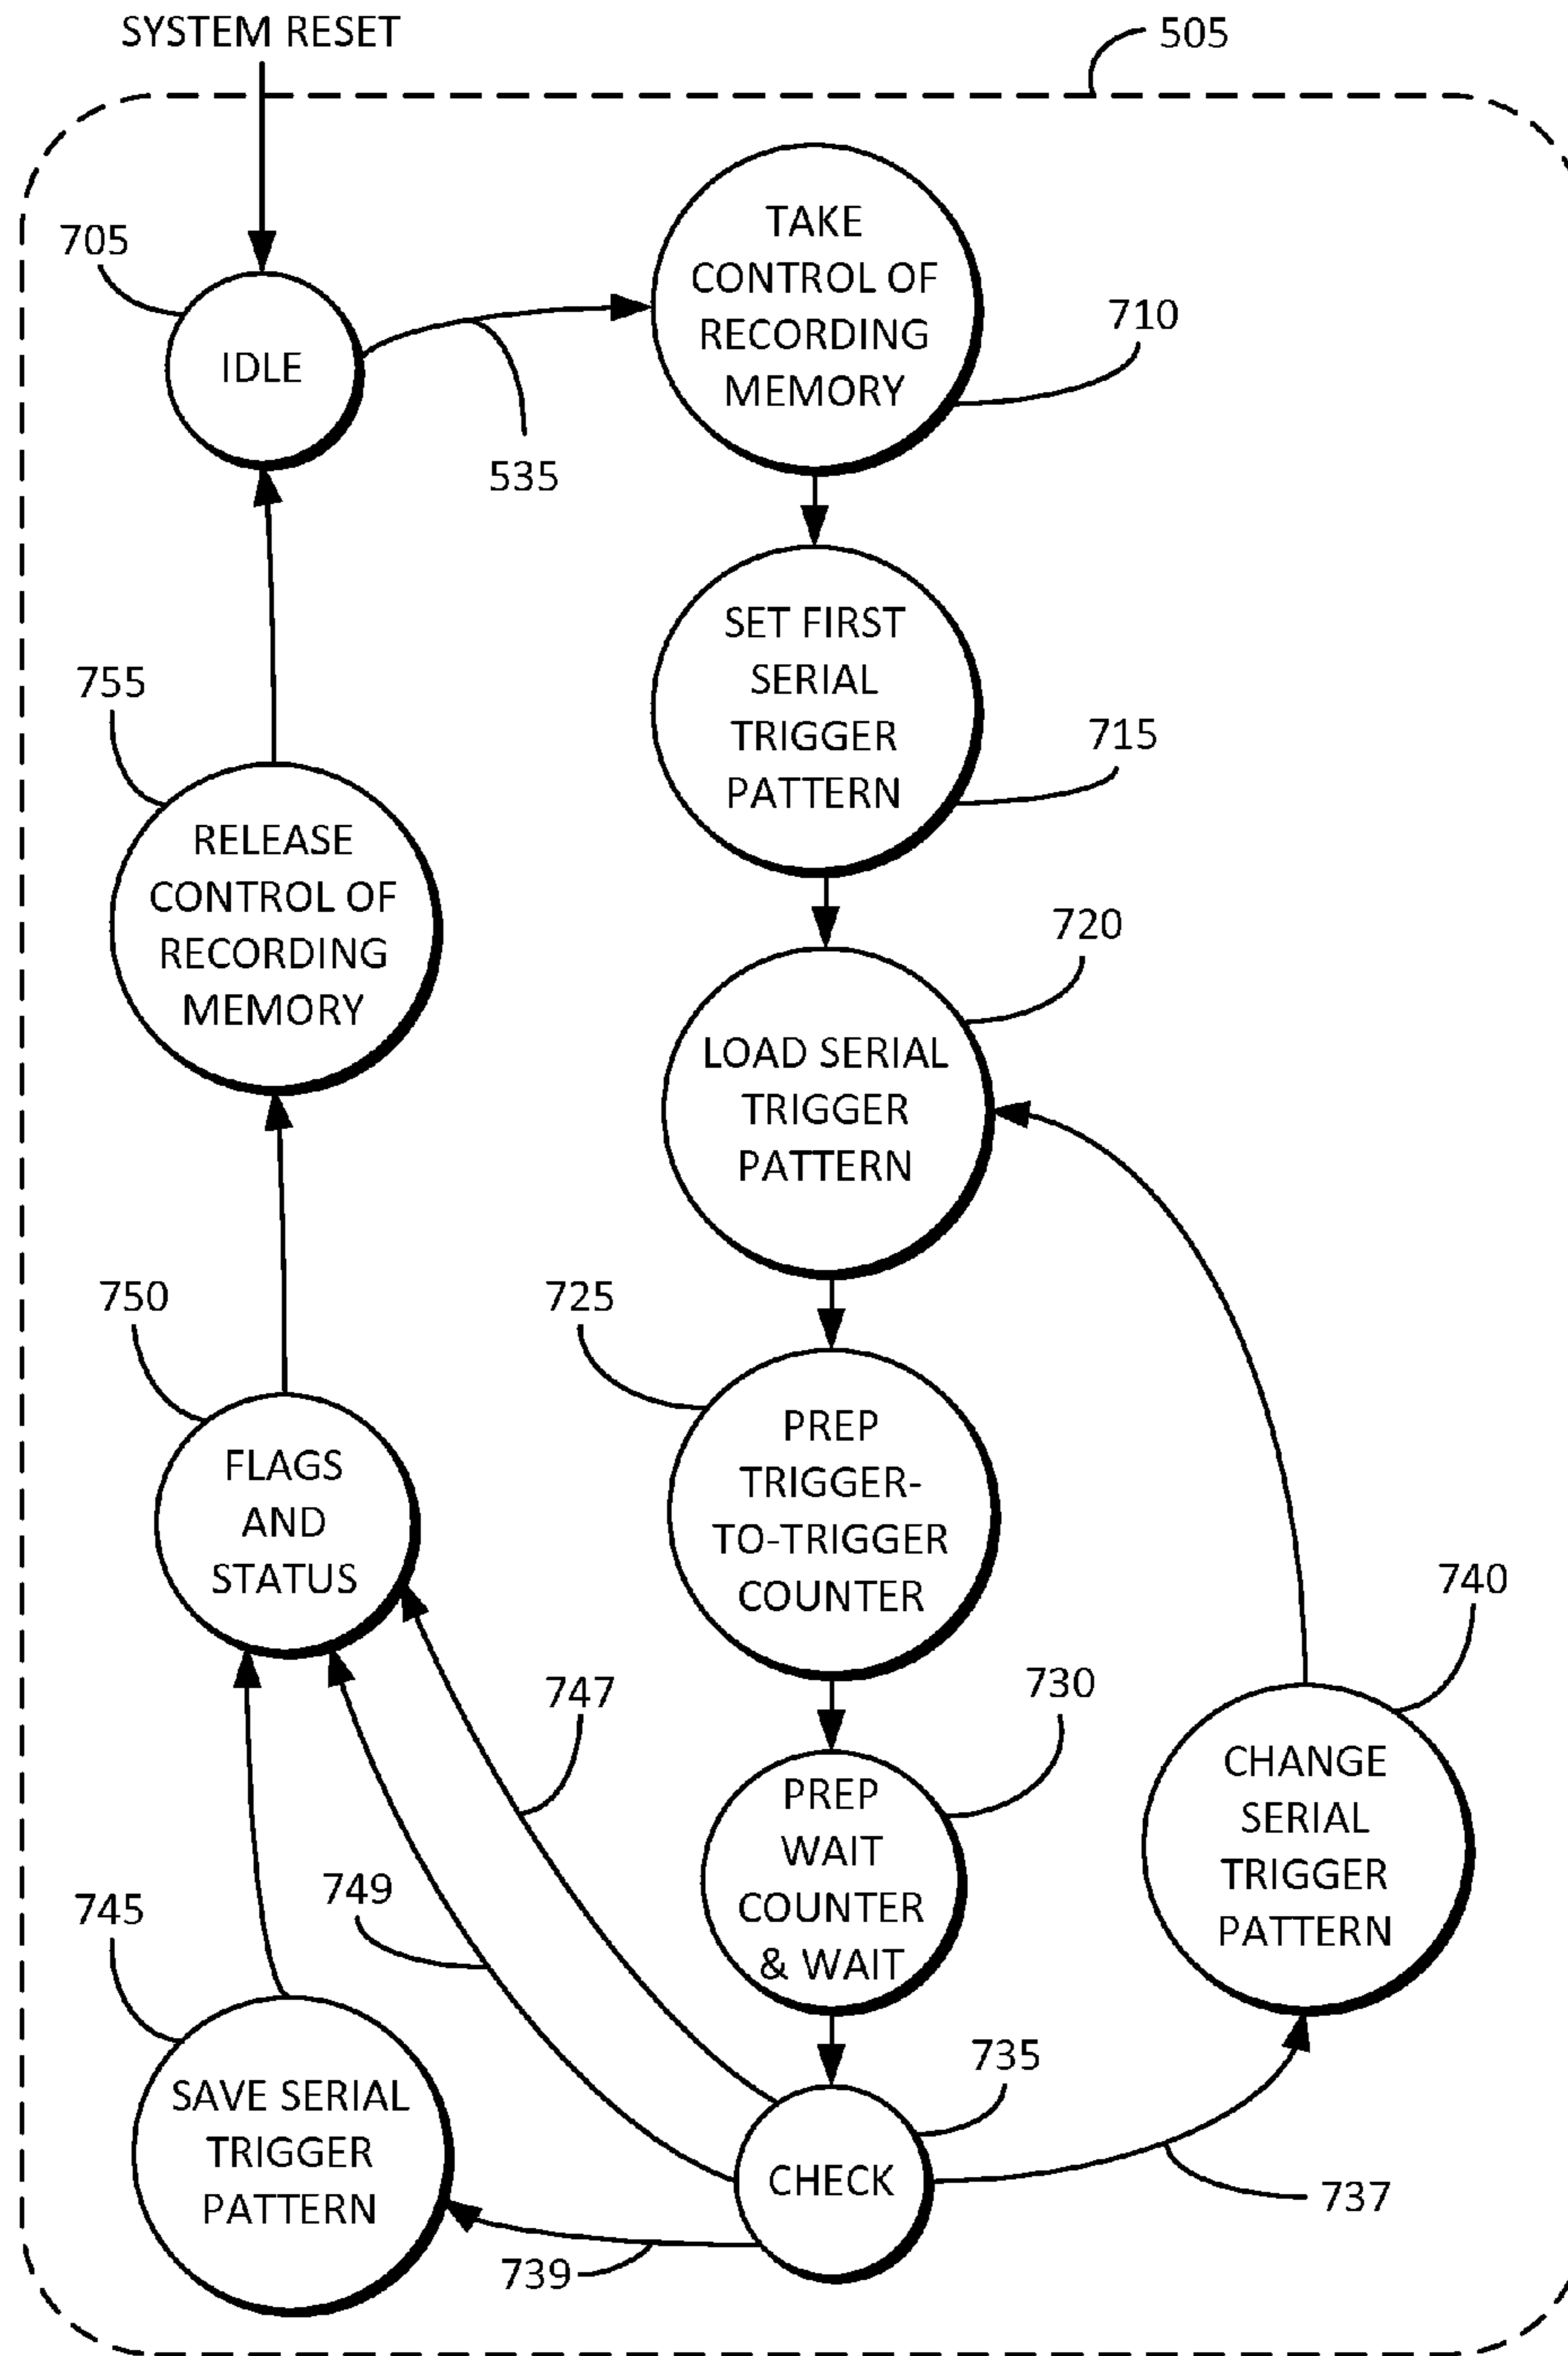 SYSTEM RESET
505
705
IDLE
535
TAKE
CONTROL OF
RECORDING
MEMORY
710
SET FIRST
SERIAL
TRIGGER
PATTERN
715
755
RELEASE
CONTROL OF
RECORDING
MEMORY
720
LOAD SERIAL
TRIGGER
PATTERN
750
FLAGS
AND
STATUS
725
PREP
TRIGGER-
TO-TRIGGER
COUNTER
740
CHANGE
SERIAL
TRIGGER
PATTERN
747
730
PREP
WAIT
COUNTER
& WAIT
749
745
SAVE SERIAL
TRIGGER
PATTERN
735
CHECK
737
739